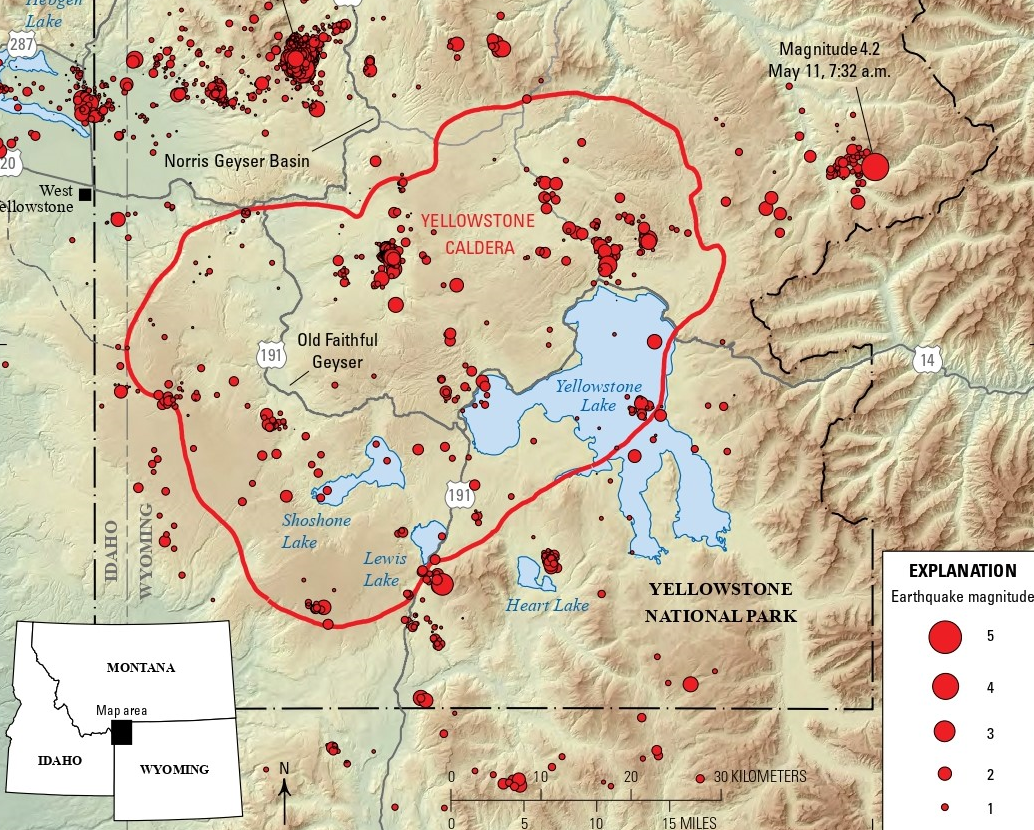 Hebgen
Lake
287
Magnitude 4.2
May 11, 7:32 a.m.
Norris Geyser Basin
20
West
ellowstone
YELLOWSTONE
CALDERA
Old Faithful
Geyser
191
14
Yellowstone
Lake
191
Shoshone
Lake
IDAHO
WYOMING
Lewis
Lake
Heart Lake
YELLOWSTONE
NATIONAL PARK
EXPLANATION
Earthquake magnitude
5
4
3
2
1
MONTANA
Map area
IDAHO
WYOMING
N
0 10 20 30 KILOMETERS
0 5 10 15 MILES